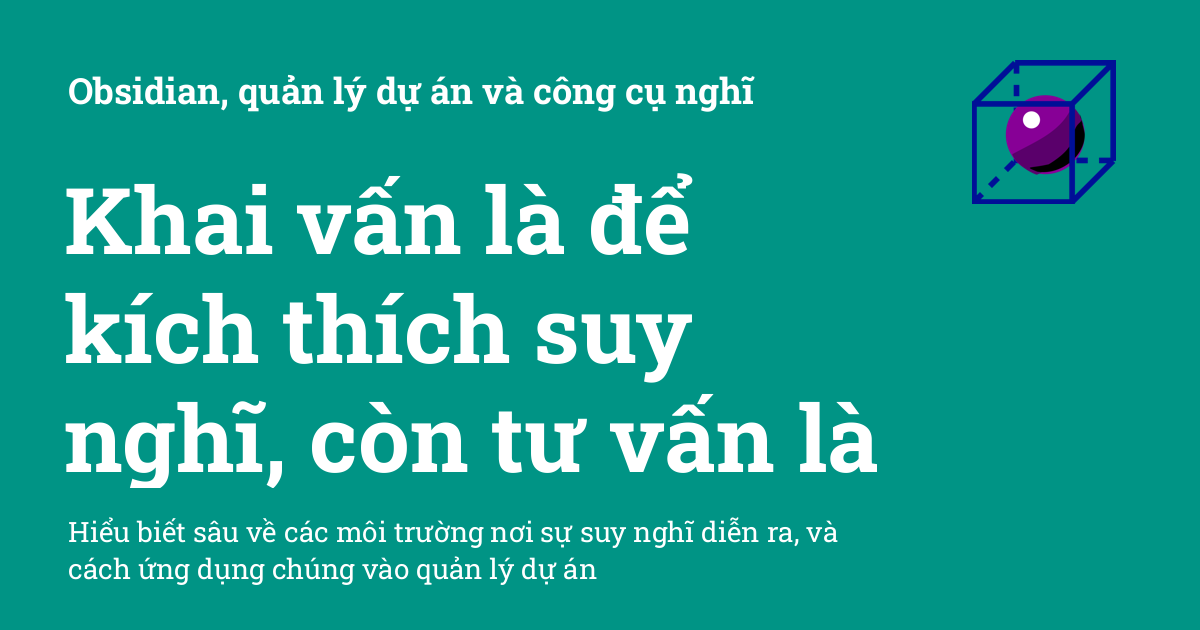 Obsidian, quản lý dự án và công cụ nghĩ
Khai vấn là để
kích thích suy
nghĩ, còn tư vấn là
Hiểu biết sâu về các môi trường nơi sự suy nghĩ diễn ra, và
cách ứng dụng chúng vào quản lý dự án